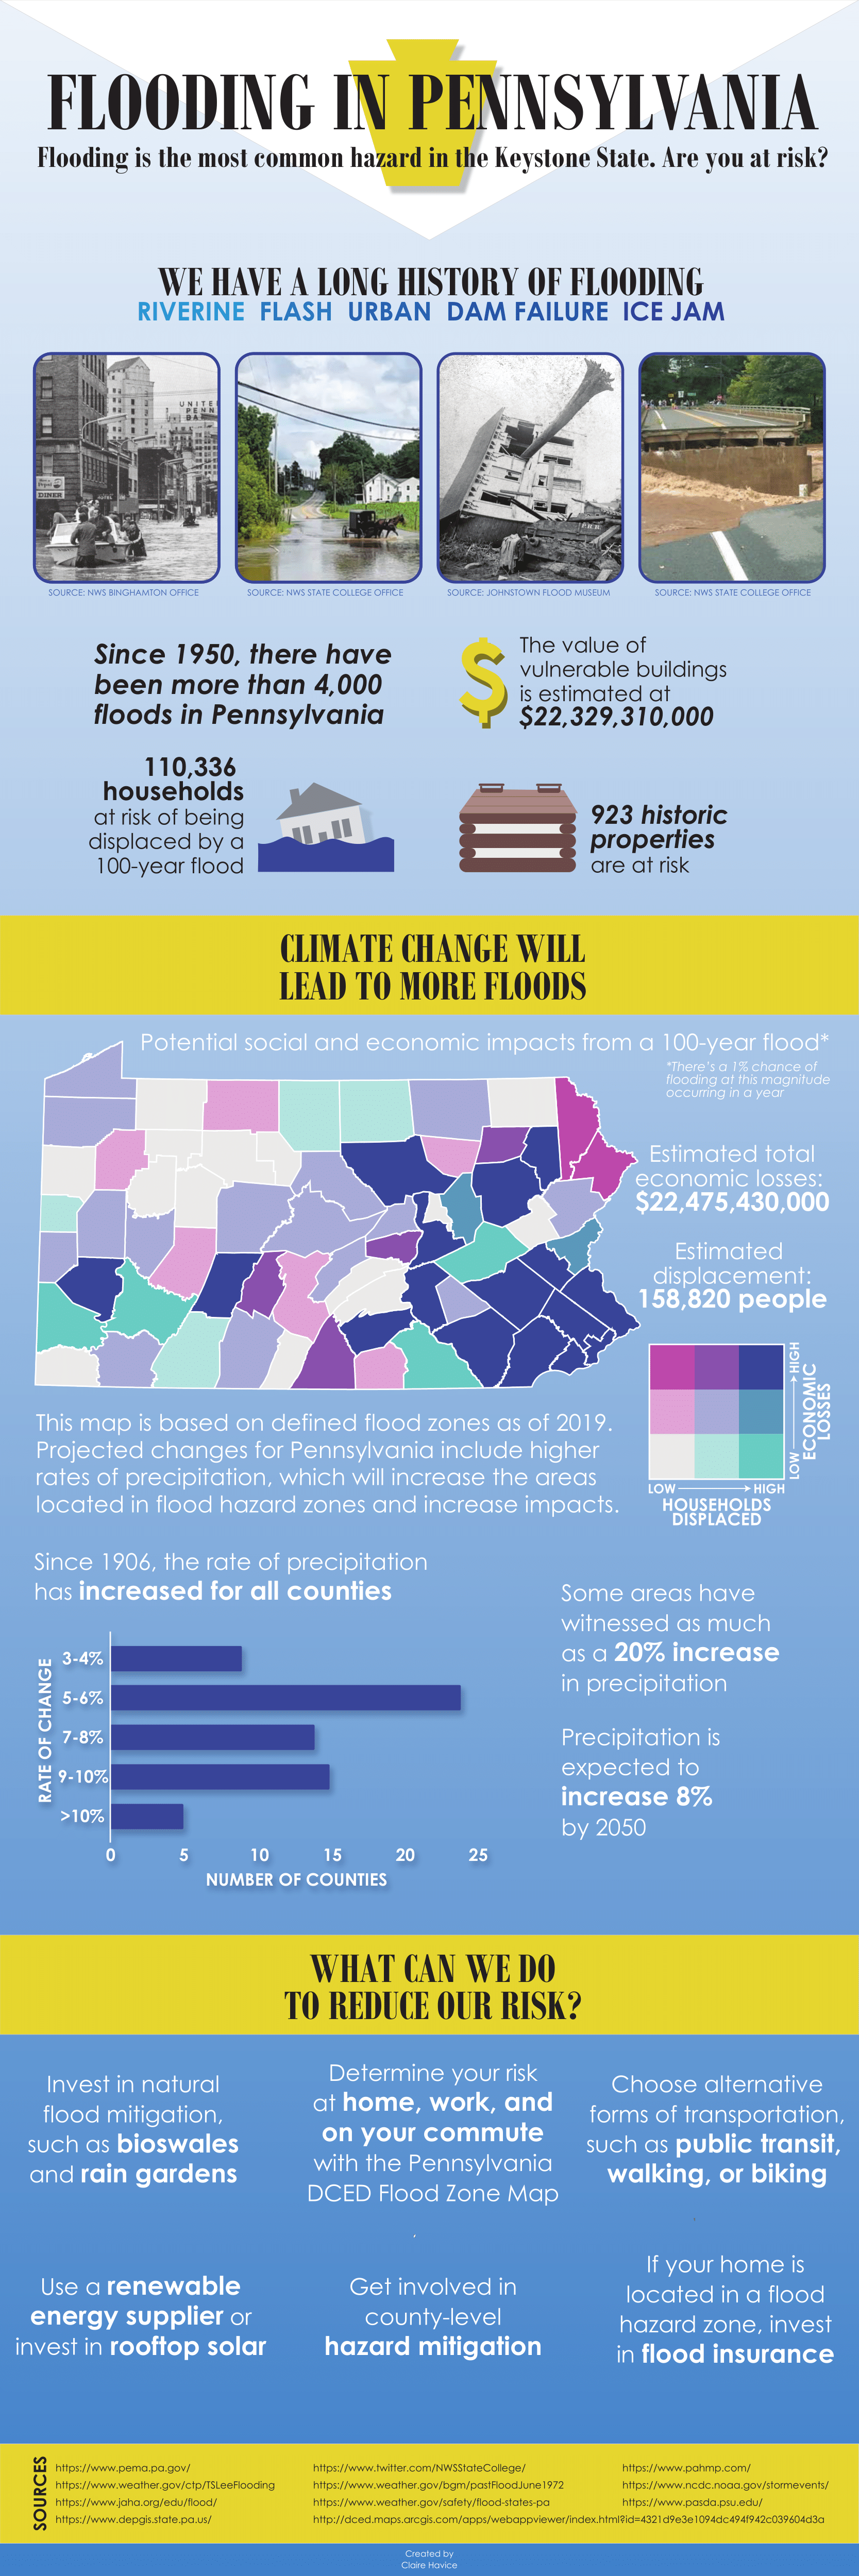 FLOODING IN PENNSYLVANIA
Flooding is the most common hazard in the Keystone State. Are you at risk?
WE HAVE A LONG HISTORY OF FLOODING
RIVERINE FLASH URBAN DAM FAILURE ICE JAM
UNITE
PENN
BA
DINER
SOURCE: NWS BINGHAMTON OFFICE
SOURCE: NWS STATE COLLEGE OFFICE
SOURCE: JOHNSTOWN FLOOD MUSEUM
SOURCE: NWS STATE COLLEGE OFFICE
Since 1950, there have
been more than 4,000
floods in Pennsylvania
$
The value of
vulnerable buildings
is estimated at
$22,329,310,000
110,336
households
at risk of being
displaced by a
100-year flood
923 historic
properties
are at risk
CLIMATE CHANGE WILL
LEAD TO MORE FLOODS
Potential social and economic impacts from a 100-year flood*
*There's a 1% chance of
flooding at this magnitude
occurring in a year
Estimated total
economic losses:
$22,475,430,000
Estimated
displacement:
158,820 people
LOW HIGH
ECONOMIC
LOSSES
LOW HIGH
HOUSEHOLDS
DISPLACED
This map is based on defined flood zones as of 2019.
Projected changes for Pennsylvania include higher
rates of precipitation, which will increase the areas
located in flood hazard zones and increase impacts.
Since 1906, the rate of precipitation
has increased for all counties
RATE OF CHANGE
3-4%
5-6%
7-8%
9-10%
>10%
0 5 10 15 20 25
NUMBER OF COUNTIES
Some areas have
witnessed as much
as a 20% increase
in precipitation
Precipitation is
expected to
increase 8%
by 2050
WHAT CAN WE DO
TO REDUCE OUR RISK?
Invest in natural
flood mitigation,
such as bioswales
and rain gardens
Determine your risk
at home, work, and
on your commute
with the Pennsylvania
DCED Flood Zone Map
Choose alternative
forms of transportation,
such as public transit,
walking, or biking
Use a renewable
energy supplier or
invest in rooftop solar
Get involved in
county-level
hazard mitigation
If your home is
located in a flood
hazard zone, invest
in flood insurance
SOURCES
https://www.pema.pa.gov/
https://www.weather.gov/ctp/TSLeeFlooding
https://www.jaha.org/edu/flood/
https://www.depgis.state.pa.us/
https://www.twitter.com/NWSStateCollege/
https://www.weather.gov/bgm/pastFloodJune1972
https://www.weather.gov/safety/flood-states-pa
http://dced.maps.arcgis.com/apps/webappviewer/index.html?id=4321d9e3e1094dc494f942c039604d3a
https://www.pahmp.com/
https://www.ncdc.noaa.gov/stormevents/
https://www.pasda.psu.edu/
Created by
Claire Havice